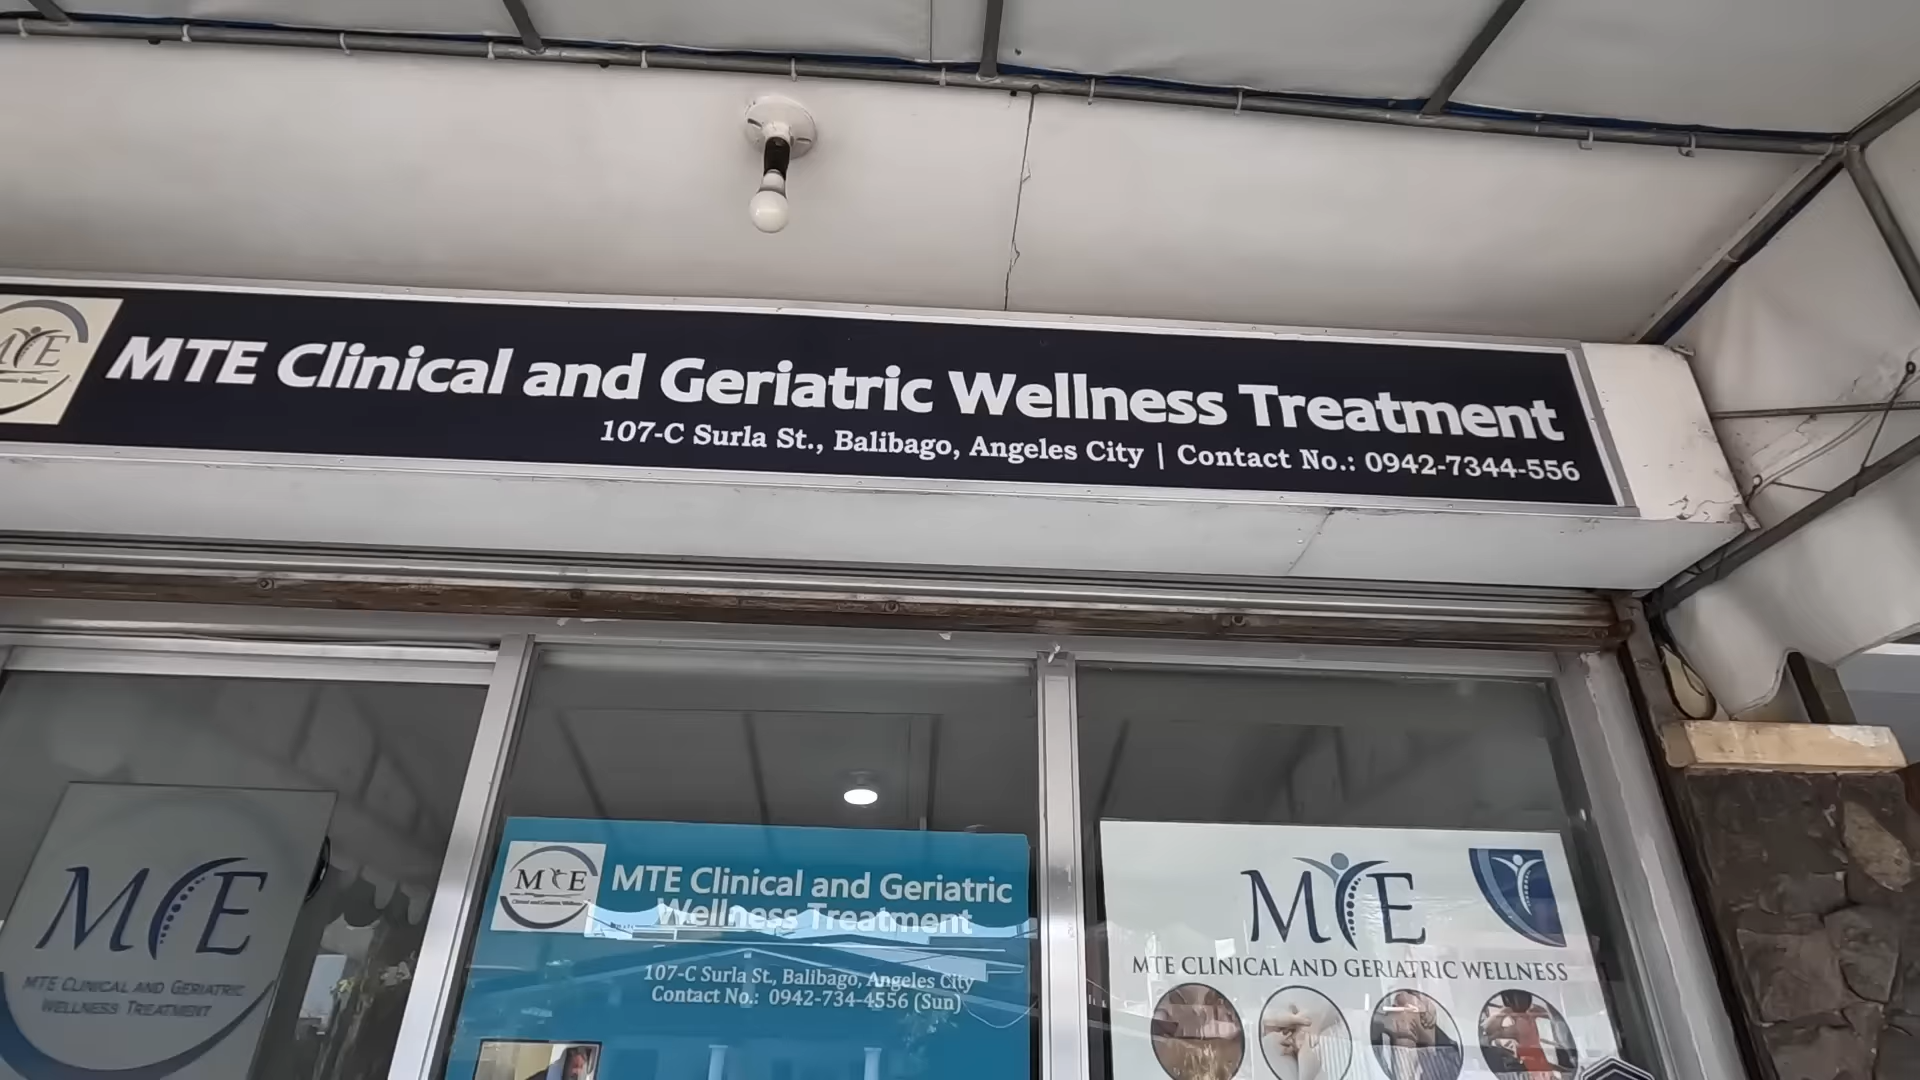 MTE
MTE Clinical and Geriatric Wellness Treatment
107-C Surla St., Balibago, Angeles City | Contact No.: 0942-7344-556
MTE
MTE CLINICAL AND GERIATRIC
WELLNESS TREATMENT
MTE
MTE Clinical and Geriatric
Wellness Treatment
107-C Surla St., Balibago, Angeles City
Contact No.: 0942-734-4556 (Sun)
MTE
MTE CLINICAL AND GERIATRIC WELLNESS